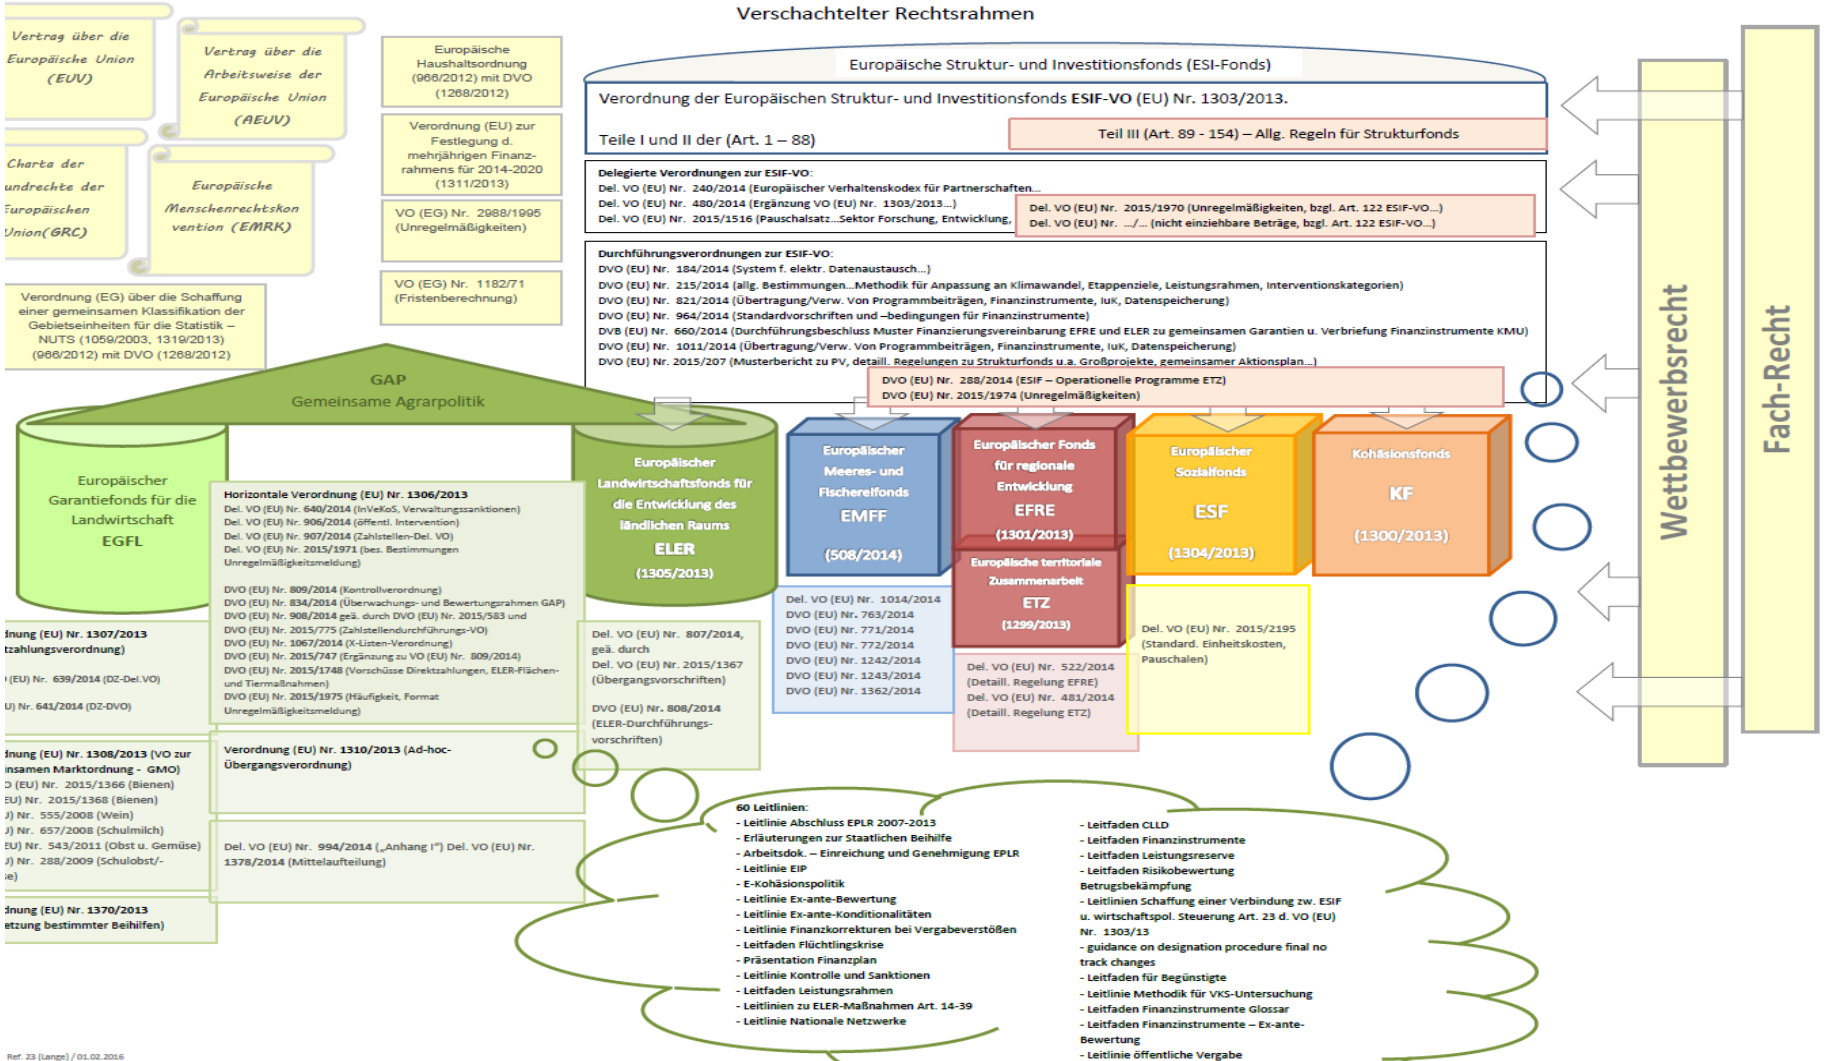 Verschachtelter Rechtsrahmen
Vertrag über die
Europäische Union
(EUV)
Vertrag über die
Arbeitsweise der
Europäische Union
(AEUV)
Charta der
undrechte der
Europäischen
Union(GRC)
Europäische
Menschenrechtskon
vention (EMRK)
Verordnung (EG) über die Schaffung
einer gemeinsamen Klassifikation der
Gebietseinheiten für die Statistik –
NUTS (1059/2003, 1319/2013)
(966/2012) mit DVO (1268/2012)
Europäische
Haushaltsordnung
(966/2012) mit DVO
(1268/2012)
Verordnung (EU) zur
Festlegung d.
mehrjährigen Finanz-
rahmens für 2014-2020
(1311/2013)
VO (EG) Nr. 2988/1995
(Unregelmäßigkeiten)
VO (EG) Nr. 1182/71
(Fristenberechnung)
Europäische Struktur- und Investitionsfonds (ESI-Fonds)
Verordnung der Europäischen Struktur- und Investitionsfonds ESIF-VO (EU) Nr. 1303/2013.
Teile I und II der (Art. 1 – 88)
Teil III (Art. 89 - 154) – Allg. Regeln für Strukturfonds
Delegierte Verordnungen zur ESIF-VO:
Del. VO (EU) Nr. 240/2014 (Europäischer Verhaltenskodex für Partnerschaften...
Del. VO (EU) Nr. 480/2014 (Ergänzung VO (EU) Nr. 1303/2013...)
Del. VO (EU) Nr. 2015/1516 (Pauschalsatz...Sektor Forschung, Entwicklung,
Del. VO (EU) Nr. 2015/1970 (Unregelmäßigkeiten, bzgl. Art. 122 ESIF-VO...)
Del. VO (EU) Nr. .../... (nicht einziehbare Beträge, bzgl. Art. 122 ESIF-VO...)
Durchführungsverordnungen zur ESIF-VO:
DVO (EU) Nr. 184/2014 (System f. elektr. Datenaustausch...)
DVO (EU) Nr. 215/2014 (allg. Bestimmungen...Methodik für Anpassung an Klimawandel, Etappenziele, Leistungsrahmen, Interventionskategorien)
DVO (EU) Nr. 821/2014 (Übertragung/Verw. Von Programmbeiträgen, Finanzinstrumente, IuK, Datenspeicherung)
DVO (EU) Nr. 964/2014 (Standardvorschriften und –bedingungen für Finanzinstrumente)
DVB (EU) Nr. 660/2014 (Durchführungsbeschluss Muster Finanzierungsvereinbarung EFRE und ELER zu gemeinsamen Garantien u. Verbriefung Finanzinstrumente KMU)
DVO (EU) Nr. 1011/2014 (Übertragung/Verw. Von Programmbeiträgen, Finanzinstrumente, IuK, Datenspeicherung)
DVO (EU) Nr. 2015/207 (Musterbericht zu PV, detaill. Regelungen zu Strukturfonds u.a. Großprojekte, gemeinsamer Aktionsplan...)
DVO (EU) Nr. 288/2014 (ESIF – Operationelle Programme ETZ)
DVO (EU) Nr. 2015/1974 (Unregelmäßigkeiten)
Wettbewerbsrecht
Fach-Recht
GAP
Gemeinsame Agrarpolitik
Europäischer
Garantiefonds für die
Landwirtschaft
EGFL
Horizontale Verordnung (EU) Nr. 1306/2013
Del. VO (EU) Nr. 640/2014 (InVeKoS, Verwaltungssanktionen)
Del. VO (EU) Nr. 906/2014 (öffentl. Intervention)
Del. VO (EU) Nr. 907/2014 (Zahlstellen-Del. VO)
Del. VO (EU) Nr. 2015/1971 (bes. Bestimmungen
Unregelmäßigkeitsmeldung)
DVO (EU) Nr. 809/2014 (Kontrollverordnung)
DVO (EU) Nr. 834/2014 (Überwachungs- und Bewertungsrahmen GAP)
DVO (EU) Nr. 908/2014 geä. durch DVO (EU) Nr. 2015/583 und
DVO (EU) Nr. 2015/775 (Zahlstellendurchführungs-VO)
DVO (EU) Nr. 1067/2014 (X-Listen-Verordnung)
DVO (EU) Nr. 2015/747 (Ergänzung zu VO (EU) Nr. 809/2014)
DVO (EU) Nr. 2015/1748 (Vorschüsse Direktzahlungen, ELER-Flächen-
und Tiermaßnahmen)
DVO (EU) Nr. 2015/1975 (Häufigkeit, Format
Unregelmäßigkeitsmeldung)
Europäischer
Landwirtschaftsfonds für
die Entwicklung des
ländlichen Raums
ELER
(1305/2013)
Europäischer
Meeres- und
Fischereifonds
EMFF
(508/2014)
Europäischer Fonds
für regionale
Entwicklung
EFRE
(1301/2013)
Europäische territoriale
Zusammenarbeit
ETZ
(1299/2013)
Europäischer
Sozialfonds
ESF
(1304/2013)
Kohäsionsfonds
KF
(1300/2013)
dnung (EU) Nr. 1307/2013
tzahlungsverordnung)
(EU) Nr. 639/2014 (DZ-Del.VO)
U) Nr. 641/2014 (DZ-DVO)
dnung (EU) Nr. 1308/2013 (VO zur
insamen Marktordnung - GMO)
O (EU) Nr. 2015/1366 (Bienen)
EU) Nr. 2015/1368 (Bienen)
U) Nr. 555/2008 (Wein)
U) Nr. 657/2008 (Schulmilch)
EU) Nr. 543/2011 (Obst u. Gemüse)
U) Nr. 288/2009 (Schulobst/-
se)
dnung (EU) Nr. 1370/2013
etzung bestimmter Beihilfen)
Verordnung (EU) Nr. 1310/2013 (Ad-hoc-
Übergangsverordnung)
Del. VO (EU) Nr. 994/2014 („Anhang I“) Del. VO (EU) Nr.
1378/2014 (Mittelaufteilung)
Del. VO (EU) Nr. 807/2014,
geä. durch
Del. VO (EU) Nr. 2015/1367
(Übergangsvorschriften)
DVO (EU) Nr. 808/2014
(ELER-Durchführungs-
vorschriften)
Del. VO (EU) Nr. 1014/2014
DVO (EU) Nr. 763/2014
DVO (EU) Nr. 771/2014
DVO (EU) Nr. 772/2014
DVO (EU) Nr. 1242/2014
DVO (EU) Nr. 1243/2014
DVO (EU) Nr. 1362/2014
Del. VO (EU) Nr. 522/2014
(Detaill. Regelung EFRE)
Del. VO (EU) Nr. 481/2014
(Detaill. Regelung ETZ)
Del. VO (EU) Nr. 2015/2195
(Standard. Einheitskosten,
Pauschalen)
60 Leitlinien:
- Leitlinie Abschluss EPLR 2007-2013
- Erläuterungen zur Staatlichen Beihilfe
- Arbeitsdok. – Einreichung und Genehmigung EPLR
- Leitlinie EIP
- E-Kohäsionspolitik
- Leitlinie Ex-ante-Bewertung
- Leitlinie Ex-ante-Konditionalitäten
- Leitlinie Finanzkorrekturen bei Vergabeverstößen
- Leitfaden Flüchtlingskrise
- Präsentation Finanzplan
- Leitlinie Kontrolle und Sanktionen
- Leitfaden Leistungsrahmen
- Leitlinien zu ELER-Maßnahmen Art. 14-39
- Leitlinie Nationale Netzwerke
- Leitfaden CLLD
- Leitfaden Finanzinstrumente
- Leitfaden Leistungsreserve
- Leitfaden Risikobewertung
Betrugsbekämpfung
- Leitlinien Schaffung einer Verbindung zw. ESIF
u. wirtschaftspol. Steuerung Art. 23 d. VO (EU)
Nr. 1303/13
- guidance on designation procedure final no
track changes
- Leitfaden für Begünstigte
- Leitlinie Methodik für VKS-Untersuchung
- Leitfaden Finanzinstrumente Glossar
- Leitfaden Finanzinstrumente – Ex-ante-
Bewertung
- Leitlinie öffentliche Vergabe
Ref. 23 (Lange) / 01.02.2016